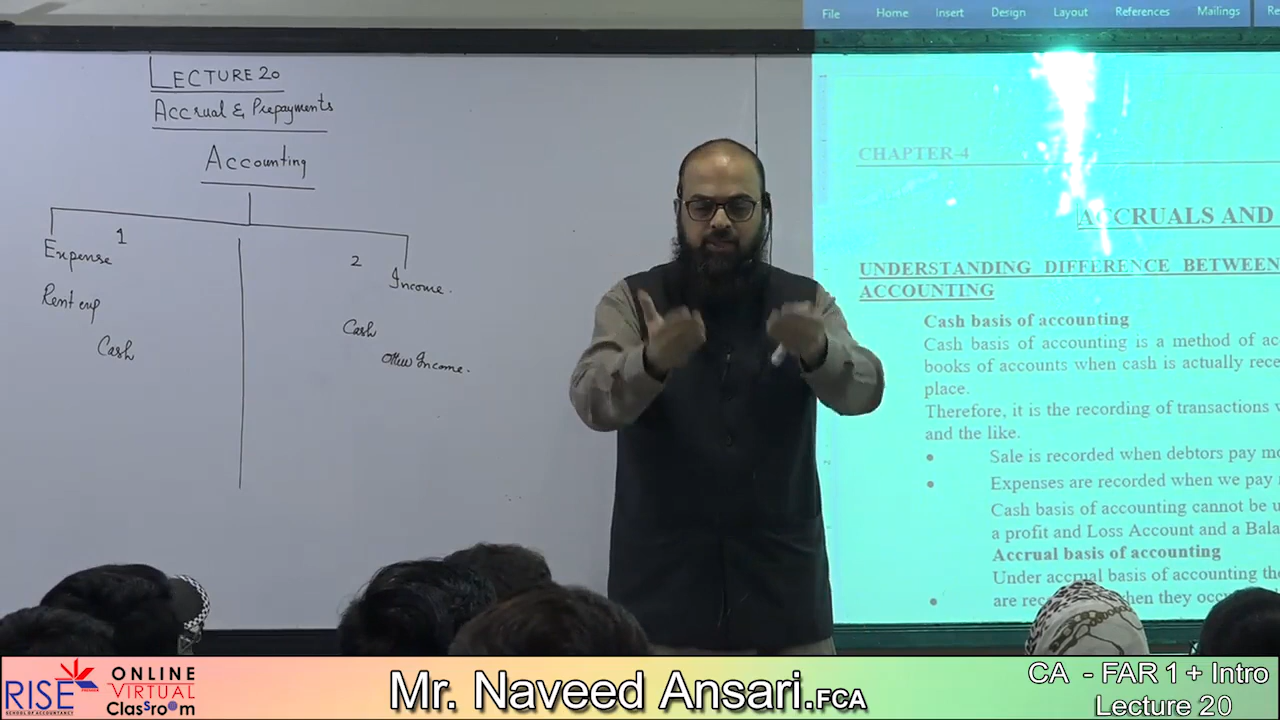 LECTURE 20
Accrual & Prepayments
Accounting
1
Expense
2
Income.
Rent exp
Cash
Cash
Other Income.
File Home Insert Design Layout References Mailings Re
CHAPTER-4
ACCRUALS AND
UNDERSTANDING DIFFERENCE BETWEEN
ACCOUNTING
Cash basis of accounting
Cash basis of accounting is a method of ac
books of accounts when cash is actually rece
place.
Therefore, it is the recording of transactions w
and the like.
• Sale is recorded when debtors pay mo
• Expenses are recorded when we pay
Cash basis of accounting cannot be u
a profit and Loss Account and a Bala
Accrual basis of accounting
Under accrual basis of accounting the
• are rec hen they occu
RISE
SCHOOL OF ACCOUNTANCY
ONLINE
VIRTUAL
Classroom
Mr. Naveed Ansari.FCA
CA - FAR 1 + Intro
Lecture 20